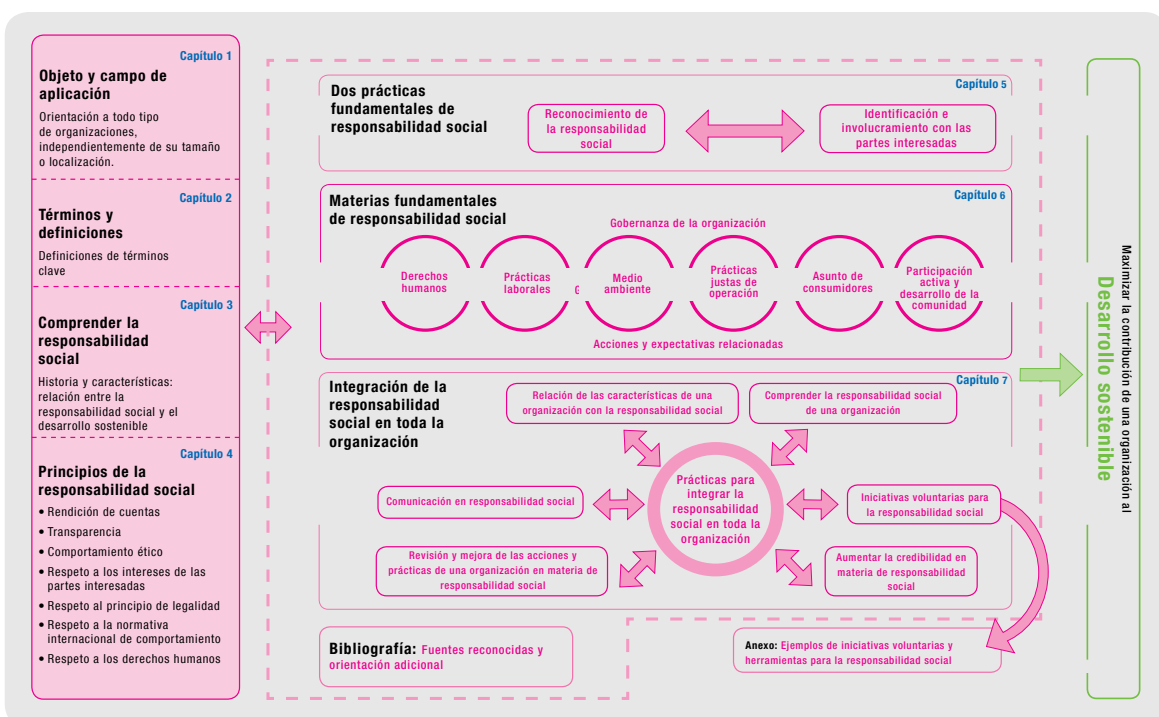 Capítulo 1
Objeto y campo de
aplicación
Orientación a todo tipo
de organizaciones,
independientemente de su tamaño
o localización.
Capítulo 2
Términos y
definiciones
Definiciones de términos
clave
Capítulo 3
Comprender la
responsabilidad
social
Historia y características:
relación entre la
responsabilidad social y el
desarrollo sostenible
Capítulo 4
Principios de la
responsabilidad social
• Rendición de cuentas
• Transparencia
• Comportamiento ético
• Respeto a los intereses de las
partes interesadas
• Respeto al principio de legalidad
• Respeto a la normativa
internacional de comportamiento
• Respeto a los derechos humanos
Capítulo 5
Dos prácticas
fundamentales de
responsabilidad social
Reconocimiento de
la responsabilidad
social
Identificación e
involucramiento con las
partes interesadas
Capítulo 6
Materias fundamentales
de responsabilidad social
Gobernanza de la organización
Derechos
humanos
Prácticas
laborales
G
Medio
ambiente
Prácticas
justas de
operación
Asunto de
consumidores
Participación
activa y
desarrollo de la
comunidad
Acciones y expectativas relacionadas
Capítulo 7
Integración de la
responsabilidad
social en toda la
organización
Relación de las características de una
organización con la responsabilidad social
Comprender la responsabilidad social
de una organización
Comunicación en responsabilidad social
Prácticas para
integrar la
responsabilidad
social en toda la
organización
Iniciativas voluntarias para
la responsabilidad social
Revisión y mejora de las acciones y
prácticas de una organización en materia de
responsabilidad social
Aumentar la credibilidad en
materia de responsabilidad
social
Bibliografía: Fuentes reconocidas y
orientación adicional
Anexo: Ejemplos de iniciativas voluntarias y
herramientas para la responsabilidad social
Maximizar la contribución de una organización al
Desarrollo sostenible